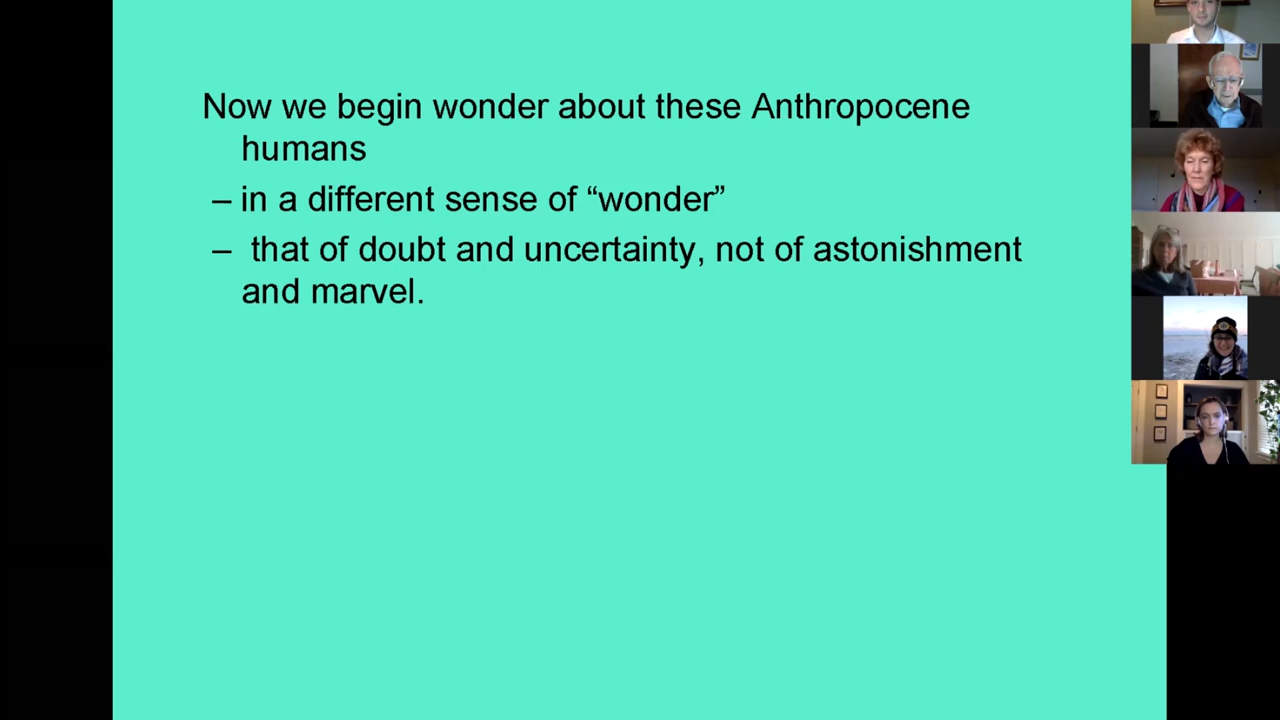 Now we begin wonder about these Anthropocene
humans
– in a different sense of “wonder”
– that of doubt and uncertainty, not of astonishment
and marvel.